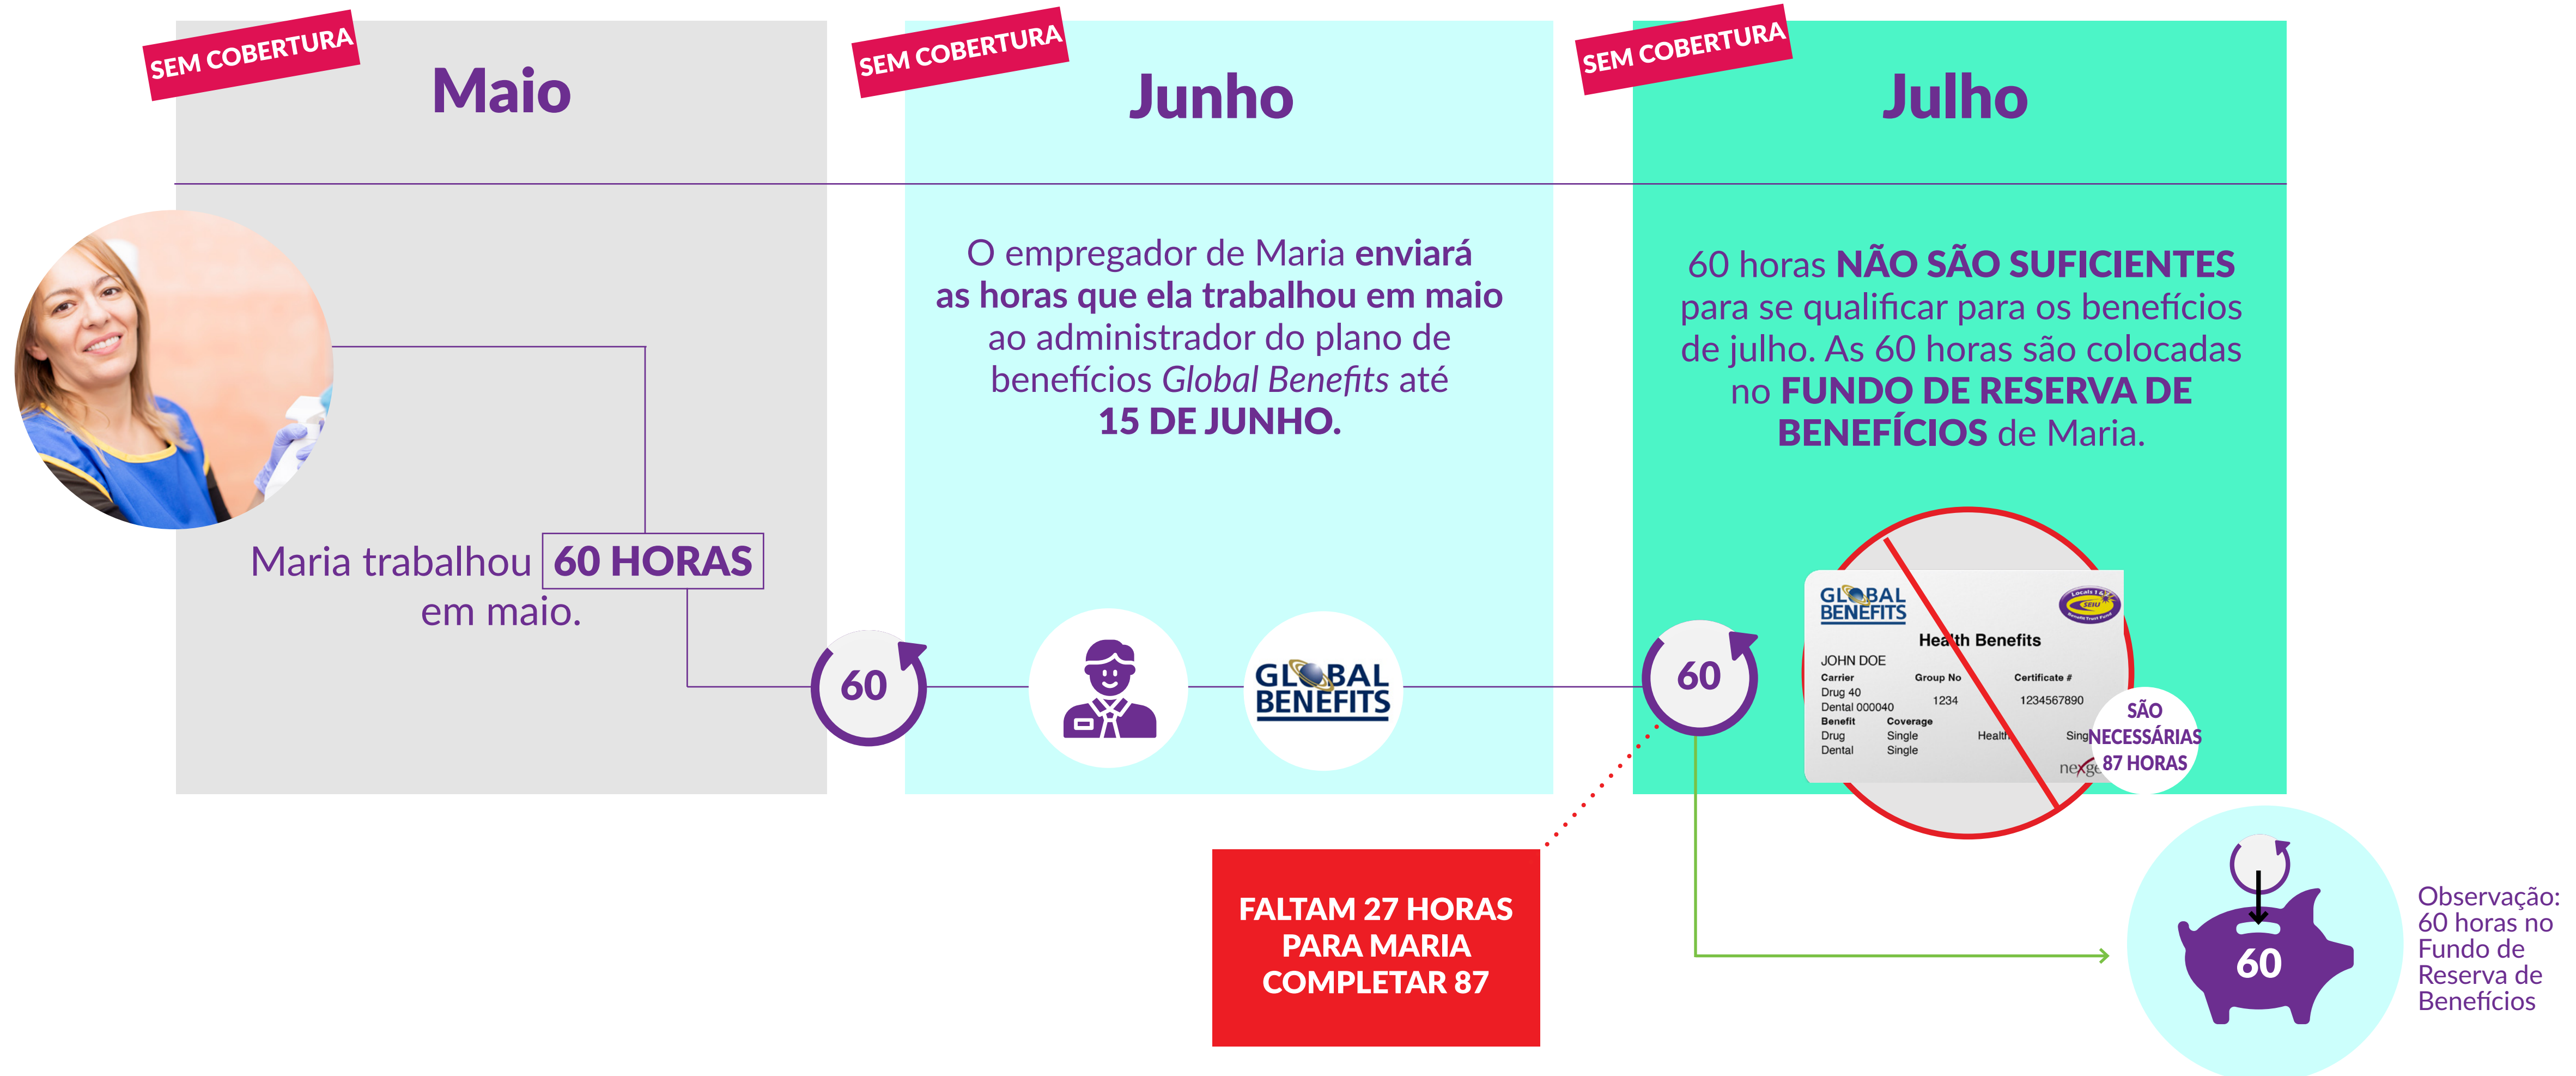 SEM COBERTURA
Maio
Maria trabalhou 60 HORAS
em maio.
60
SEM COBERTURA
Junho
O empregador de Maria enviará
as horas que ela trabalhou em maio
ao administrador do plano de
benefícios Global Benefits até
15 DE JUNHO.
GLOBAL
BENEFITS
SEM COBERTURA
Julho
60 horas NÃO SÃO SUFICIENTES
para se qualificar para os benefícios
de julho. As 60 horas são colocadas
no FUNDO DE RESERVA DE
BENEFÍCIOS de Maria.
60
GLOBAL
BENEFITS
SEIU
Benefit Trust Fund
Health Benefits
JOHN DOE
Carrier Group No Certificate #
Drug 40
Dental 000040 1234 1234567890
Benefit Coverage
Drug Single Health
Dental Single
SÃO
NECESSÁRIAS
87 HORAS
FALTAM 27 HORAS
PARA MARIA
COMPLETAR 87
60
Observação:
60 horas no
Fundo de
Reserva de
Benefícios